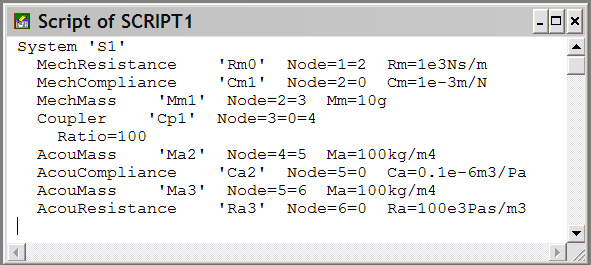 Script of SCRIPT1
System 'S1'
MechResistance 'Rm0' Node=1=2 Rm=1e3Ns/m
MechCompliance 'Cm1' Node=2=0 Cm=1e-3m/N
MechMass 'Mm1' Node=2=3 Mm=10g
Coupler 'Cp1' Node=3=0=4
Ratio=100
AcouMass 'Ma2' Node=4=5 Ma=100kg/m4
AcouCompliance 'Ca2' Node=5=0 Ca=0.1e-6m3/Pa
AcouMass 'Ma3' Node=5=6 Ma=100kg/m4
AcouResistance 'Ra3' Node=6=0 Ra=100e3Pas/m3